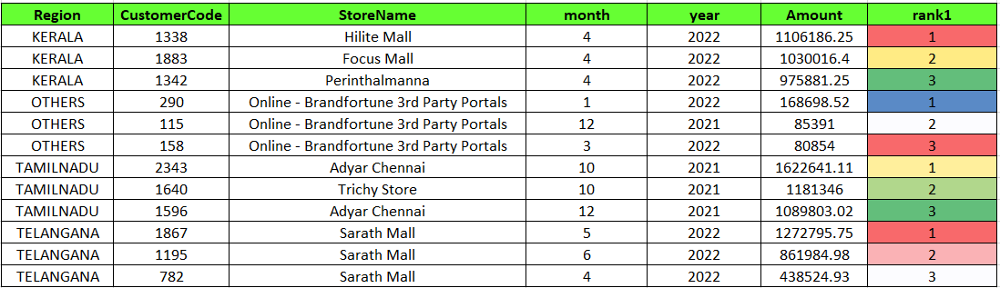 Region CustomerCode StoreName month year Amount rank1
KERALA 1338 Hilite Mall 4 2022 1106186.25 1
KERALA 1883 Focus Mall 4 2022 1030016.4 2
KERALA 1342 Perinthalmanna 4 2022 975881.25 3
OTHERS 290 Online - Brandfortune 3rd Party Portals 1 2022 168698.52 1
OTHERS 115 Online - Brandfortune 3rd Party Portals 12 2021 85391 2
OTHERS 158 Online - Brandfortune 3rd Party Portals 3 2022 80854 3
TAMILNADU 2343 Adyar Chennai 10 2021 1622641.11 1
TAMILNADU 1640 Trichy Store 10 2021 1181346 2
TAMILNADU 1596 Adyar Chennai 12 2021 1089803.02 3
TELANGANA 1867 Sarath Mall 5 2022 1272795.75 1
TELANGANA 1195 Sarath Mall 6 2022 861984.98 2
TELANGANA 782 Sarath Mall 4 2022 438524.93 3